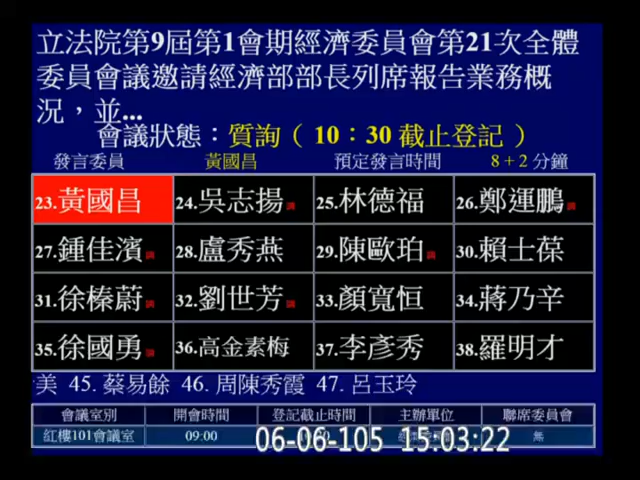 立法院第9屆第1會期經濟委員會第21次全體
委員會議邀請經濟部部長列席報告業務概
況，並...
會議狀態：質詢（10：30截止登記）
發言委員 黃國昌 預定發言時間 8+2分鐘
23.黃國昌 24.吳志揚 25.林德福 26.鄭運鵬
27.鍾佳濱 28.盧秀燕 29.陳歐珀 30.賴士葆
31.徐榛蔚 32.劉世芳 33.顏寬恒 34.蔣乃辛
35.徐國勇 36.高金素梅 37.李彥秀 38.羅明才
美 45. 蔡易餘 46. 周陳秀霞 47. 呂玉玲
會議室別 開會時間 登記截止時間 主辦單位 聯席委員會
紅樓101會議室 09:00 無
06-06-105 15:03:22